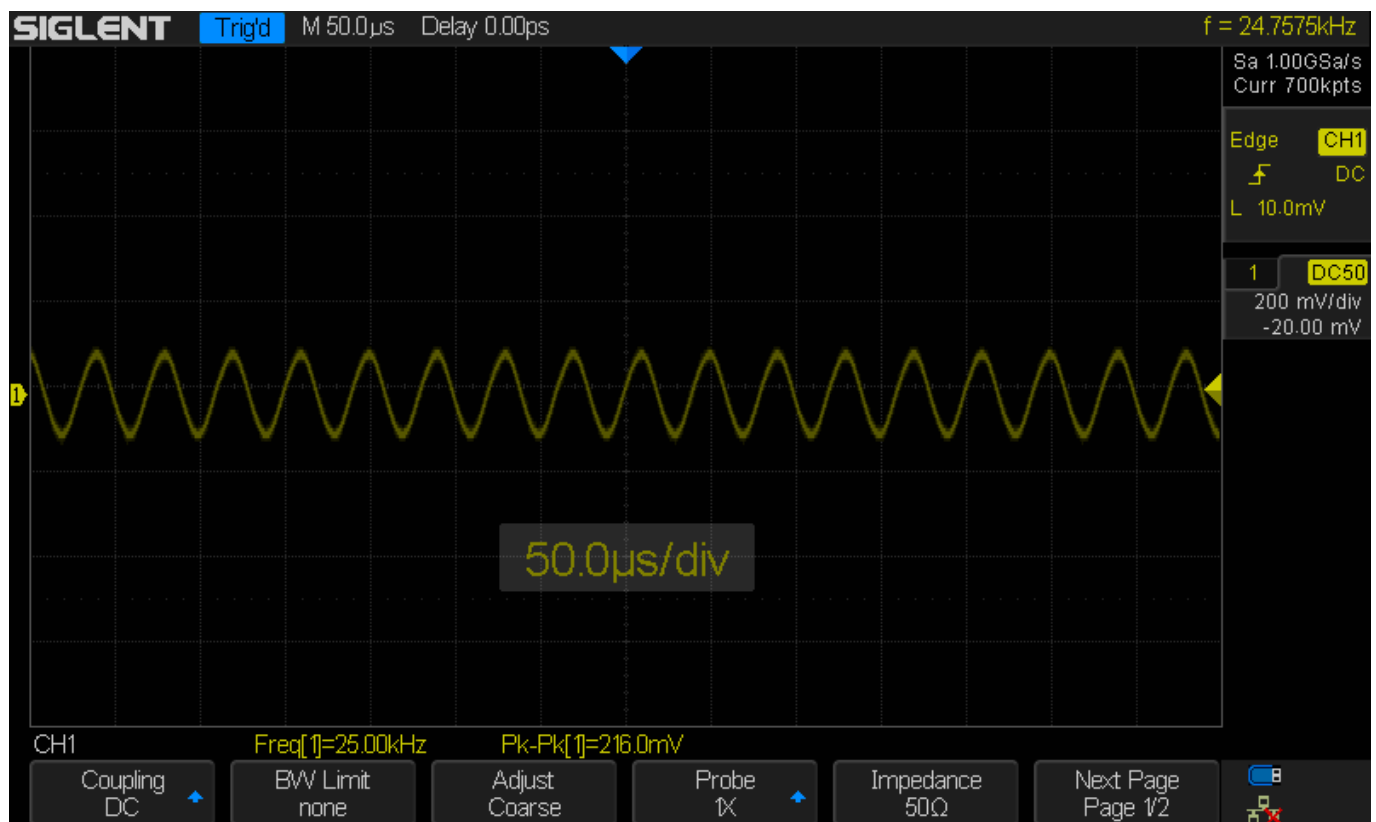 SIGLENT Trig'd M 50.0µs Delay 0.00ps f = 24.7575kHz
Sa 1.00GSa/s
Curr 700kpts
Edge CH1
DC
L 10.0mV
1 DC50
200 mV/div
-20.00 mV
1
50.0µs/div
CH1 Freq[1]=25.00kHz Pk-Pk[1]=216.0mV
Coupling BW Limit Adjust Probe Impedance Next Page
DC none Coarse 1X 50Ω Page 1/2